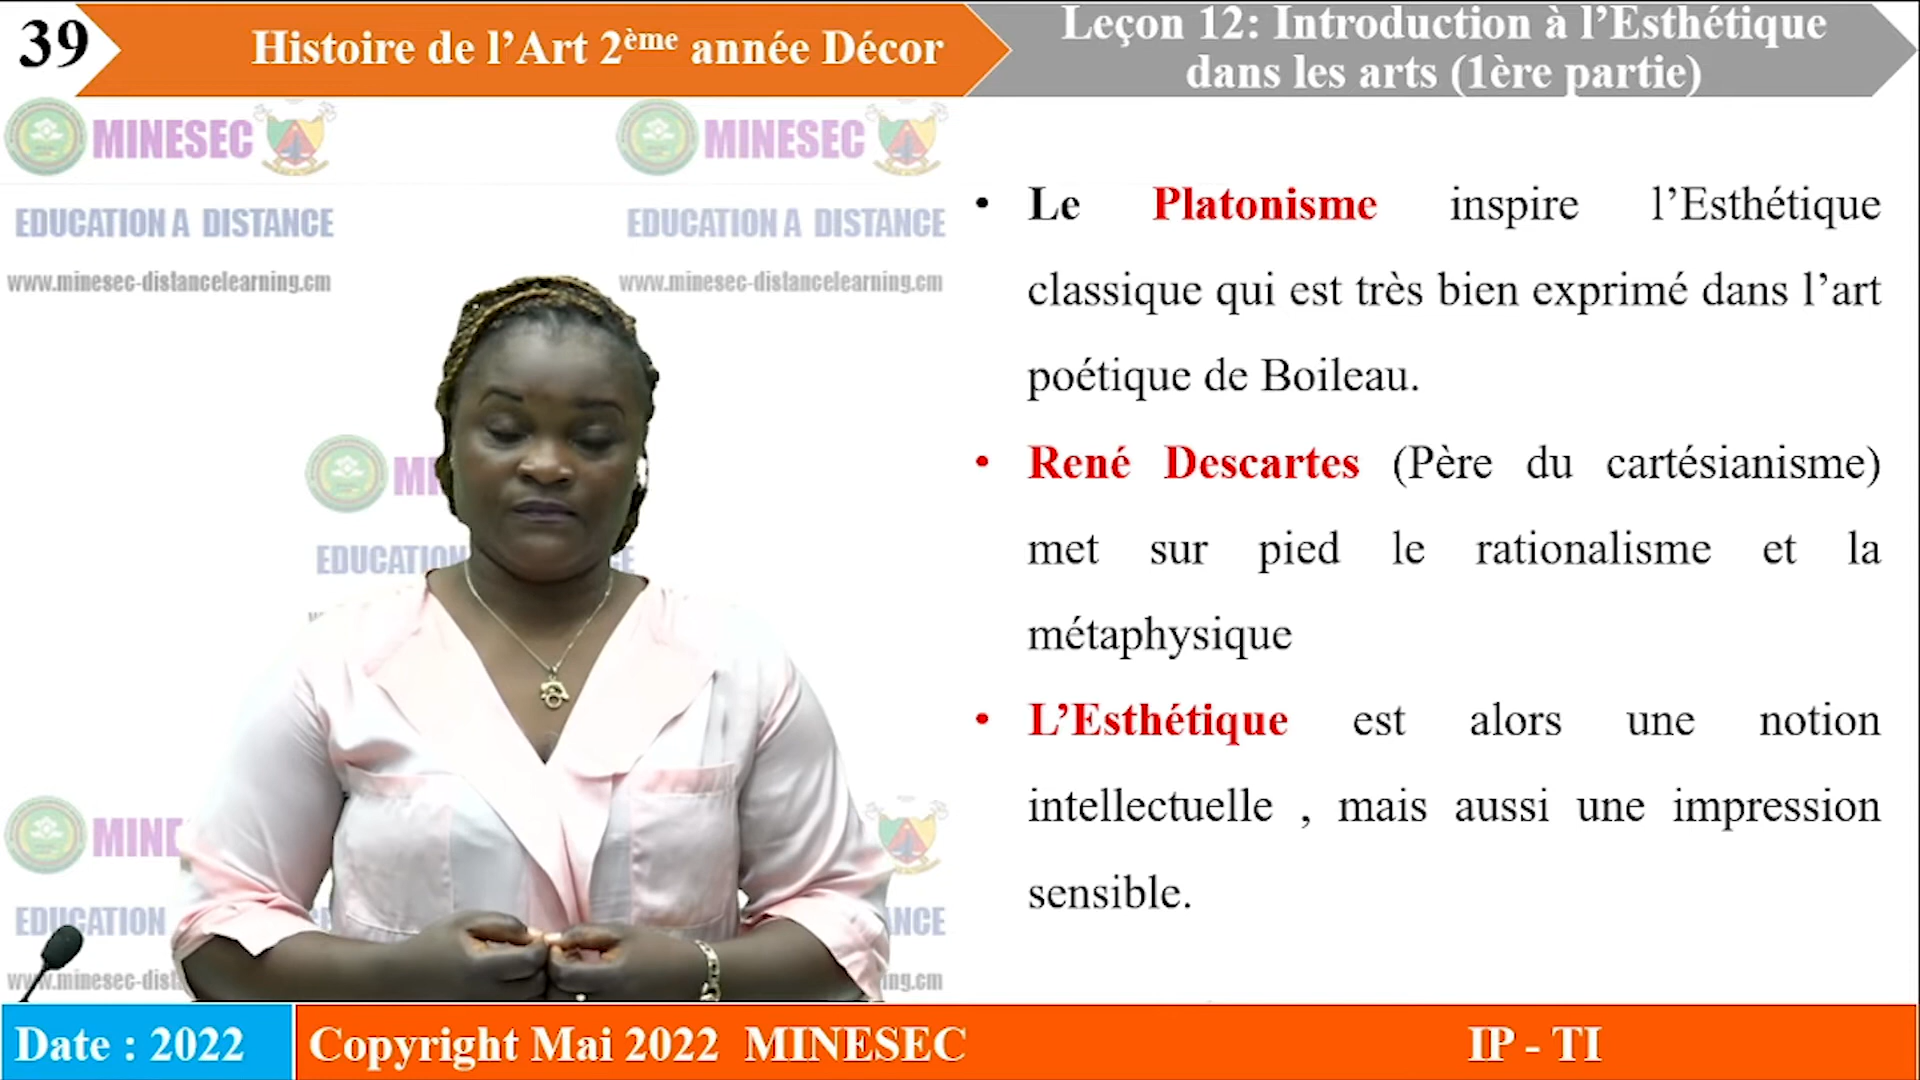 39
Histoire de l’Art 2ème année Décor
Leçon 12: Introduction à l’Esthétique
dans les arts (1ère partie)
MINESEC
MINESEC
EDUCATION A DISTANCE
EDUCATION A DISTANCE
www.minesec-distancelearning.cm
www.minesec-distancelearning.cm
• Le Platonisme inspire l’Esthétique
classique qui est très bien exprimé dans l’art
poétique de Boileau.
• René Descartes (Père du cartésianisme)
met sur pied le rationalisme et la
métaphysique
• L’Esthétique est alors une notion
intellectuelle , mais aussi une impression
sensible.
EDUCATION
EDUCATION
Date : 2022
Copyright Mai 2022 MINESEC
IP - TI